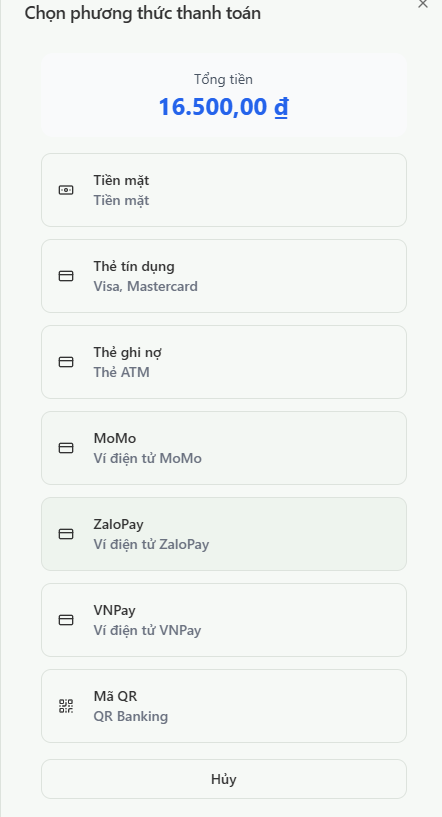 Chọn phương thức thanh toán
Tổng tiền
16.500,00 ₫
Tiền mặt
Tiền mặt
Thẻ tín dụng
Visa, Mastercard
Thẻ ghi nợ
Thẻ ATM
MoMo
Ví điện tử MoMo
ZaloPay
Ví điện tử ZaloPay
VNPay
Ví điện tử VNPay
Mã QR
QR Banking
Hủy